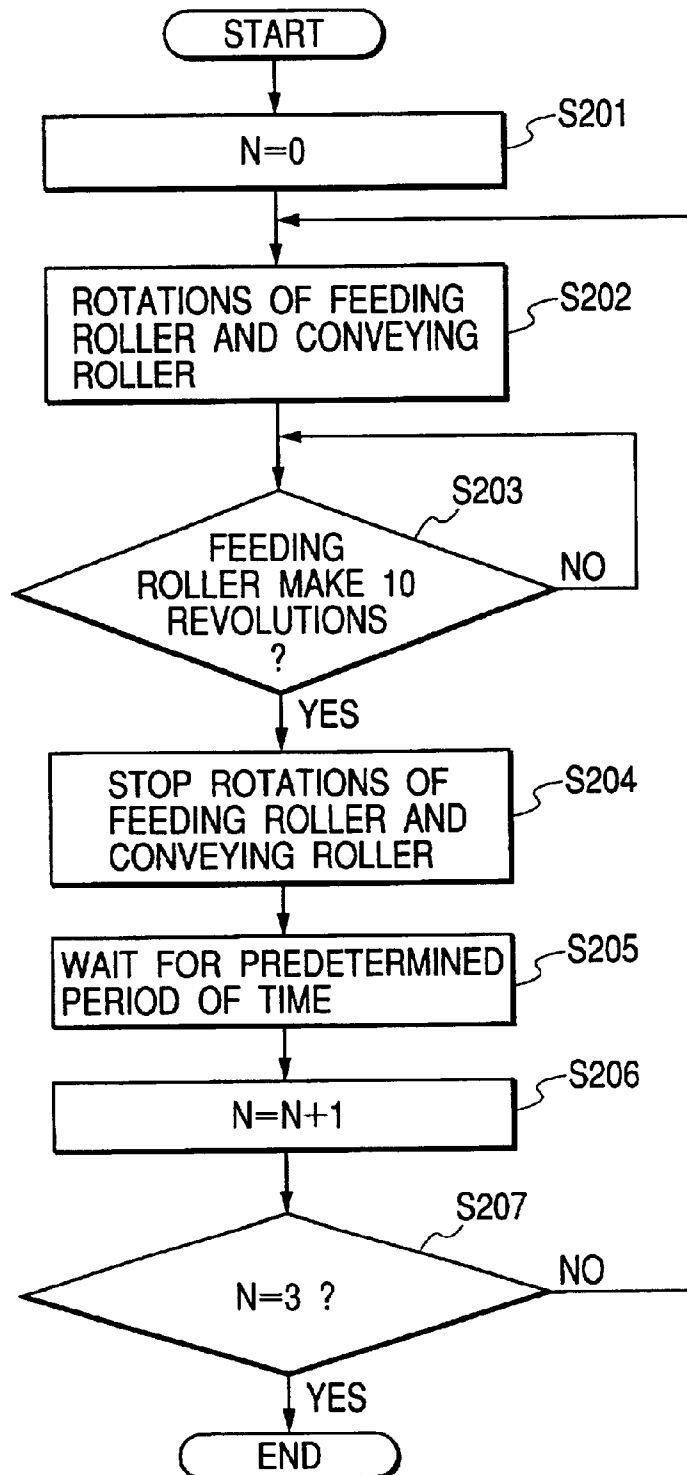 START
S201
N=0
S202
ROTATIONS OF FEEDING
ROLLER AND CONVEYING
ROLLER
S203
FEEDING
ROLLER MAKE 10
REVOLUTIONS
?
NO
YES
S204
STOP ROTATIONS OF
FEEDING ROLLER AND
CONVEYING ROLLER
S205
WAIT FOR PREDETERMINED
PERIOD OF TIME
S206
N=N+1
S207
N=3 ?
NO
YES
END